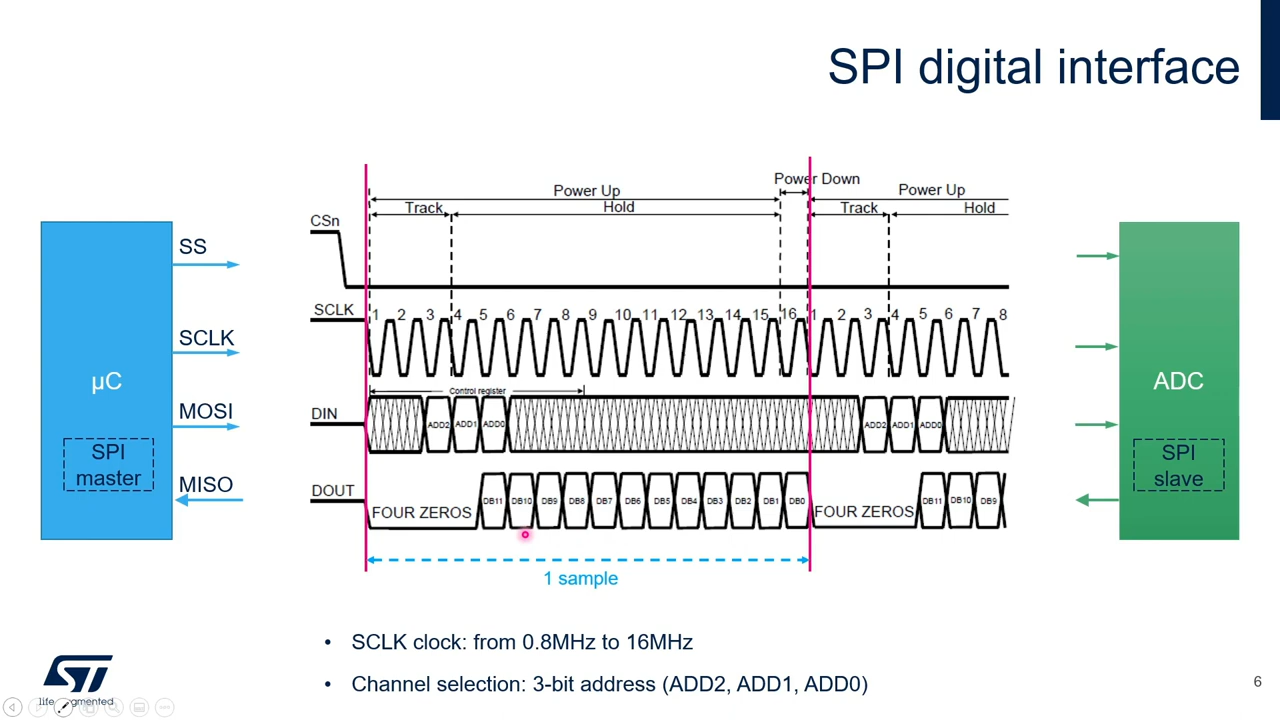 SPI digital interface
Power Down
Power Up
Power Up
Track
Hold
Track
Hold
CSn
SS
SCLK
1 2 3 4 5 6 7 8 9 10 11 12 13 14 15 16 1 2 3 4 5 6 7 8
SCLK
µC
ADC
Control register
MOSI
DIN
ADD2 ADD1 ADD0 ADD2 ADD1 ADD0
SPI
master
SPI
slave
MISO
DOUT
FOUR ZEROS DB11 DB10 DB9 DB8 DB7 DB6 DB5 DB4 DB3 DB2 DB1 DB0 FOUR ZEROS DB11 DB10 DB9
1 sample
• SCLK clock: from 0.8MHz to 16MHz
• Channel selection: 3-bit address (ADD2, ADD1, ADD0)
ST
life.augmented
6